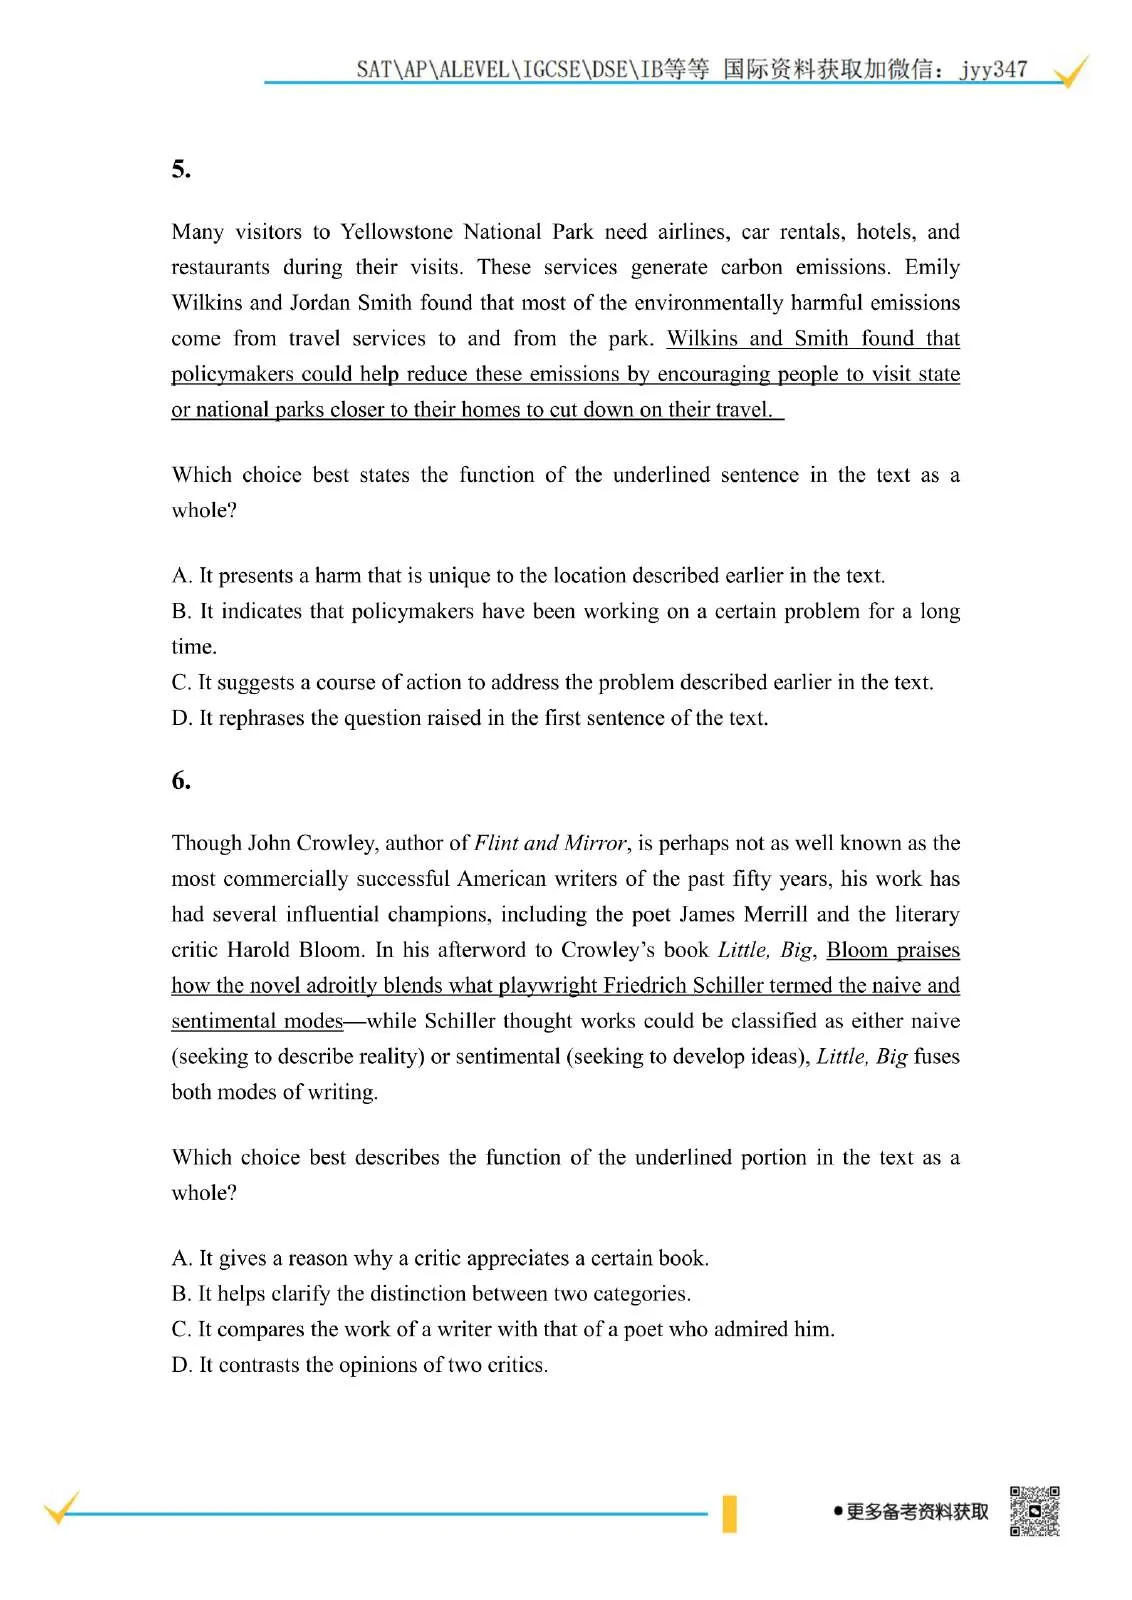 SAT\AP\ALEVEL\IGCSE\DSE\IB等等 国际资料获取加微信：jyy347
5.
Many visitors to Yellowstone National Park need airlines, car rentals, hotels, and
restaurants during their visits. These services generate carbon emissions. Emily
Wilkins and Jordan Smith found that most of the environmentally harmful emissions
come from travel services to and from the park. Wilkins and Smith found that
policymakers could help reduce these emissions by encouraging people to visit state
or national parks closer to their homes to cut down on their travel.
Which choice best states the function of the underlined sentence in the text as a
whole?
A. It presents a harm that is unique to the location described earlier in the text.
B. It indicates that policymakers have been working on a certain problem for a long
time.
C. It suggests a course of action to address the problem described earlier in the text.
D. It rephrases the question raised in the first sentence of the text.
6.
Though John Crowley, author of Flint and Mirror, is perhaps not as well known as the
most commercially successful American writers of the past fifty years, his work has
had several influential champions, including the poet James Merrill and the literary
critic Harold Bloom. In his afterword to Crowley's book Little, Big, Bloom praises
how the novel adroitly blends what playwright Friedrich Schiller termed the naive and
sentimental modes—while Schiller thought works could be classified as either naive
(seeking to describe reality) or sentimental (seeking to develop ideas), Little, Big fuses
both modes of writing.
Which choice best describes the function of the underlined portion in the text as a
whole?
A. It gives a reason why a critic appreciates a certain book.
B. It helps clarify the distinction between two categories.
C. It compares the work of a writer with that of a poet who admired him.
D. It contrasts the opinions of two critics.
•更多备考资料获取